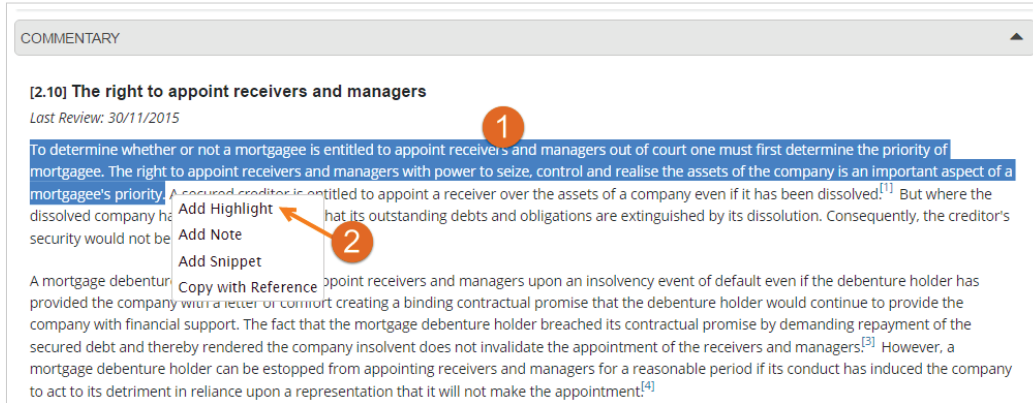 COMMENTARY
[2.10] The right to appoint receivers and managers
Last Review: 30/11/2015
1
To determine whether or not a mortgagee is entitled to appoint receivers and managers out of court one must first determine the priority of
mortgagee. The right to appoint receivers and managers with power to seize, control and realise the assets of the company is an important aspect of a
mortgagee's priority. A secured creditor is entitled to appoint a receiver over the assets of a company even if it has been dissolved.[1] But where the
Add Highlight
dissolved company ha hat its outstanding debts and obligations are extinguished by its dissolution. Consequently, the creditor's
Add Note
2
security would not be
Add Snippet
A mortgage debenture ppoint receivers and managers upon an insolvency event of default even if the debenture holder has
Copy with Reference
provided the company with a letter of comfort creating a binding contractual promise that the debenture holder would continue to provide the
company with financial support. The fact that the mortgage debenture holder breached its contractual promise by demanding repayment of the
secured debt and thereby rendered the company insolvent does not invalidate the appointment of the receivers and managers.[3] However, a
mortgage debenture holder can be estopped from appointing receivers and managers for a reasonable period if its conduct has induced the company
to act to its detriment in reliance upon a representation that it will not make the appointment.[4]